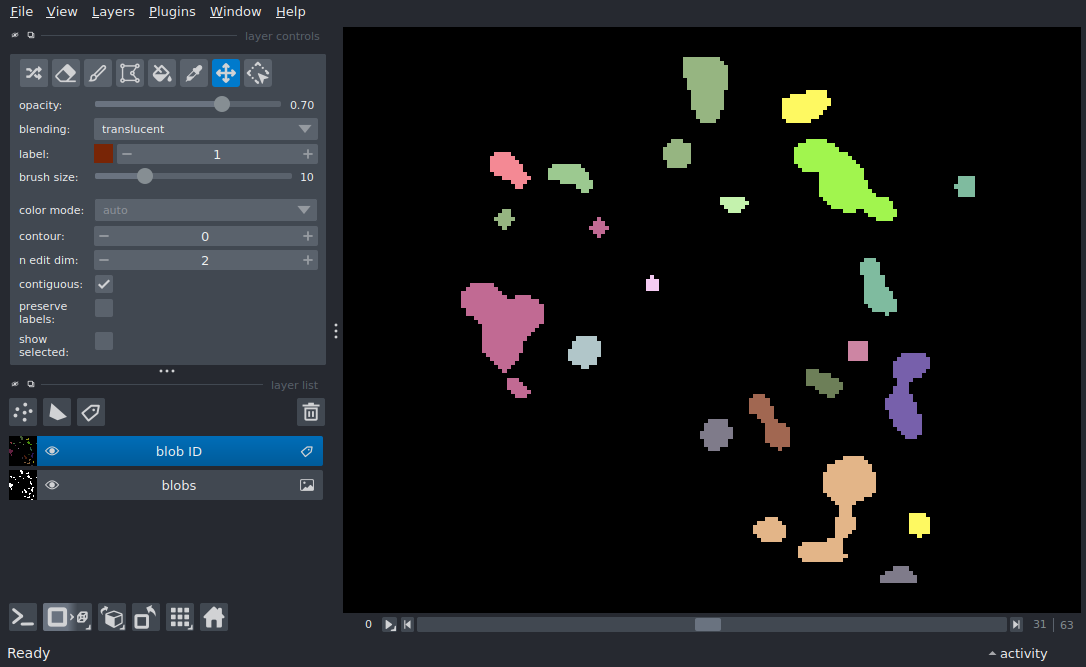 File View Layers Plugins Window Help
layer controls
opacity: 0.70
blending: translucent
label: 1
brush size: 10
color mode: auto
contour: 0
n edit dim: 2
contiguous:
preserve
labels:
show
selected:
layer list
blob ID
blobs
0 31 63
Ready activity